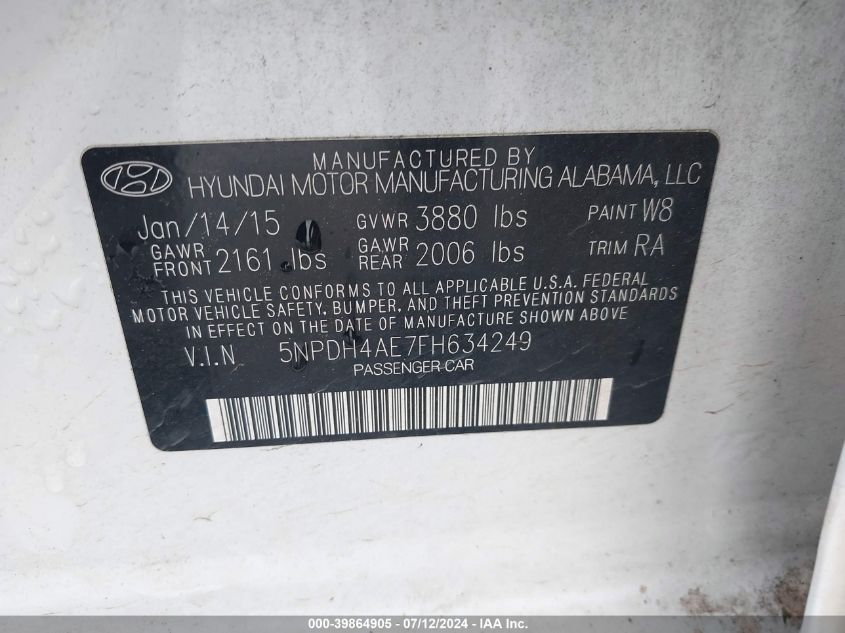 MANUFACTURED BY
HYUNDAI MOTOR MANUFACTURING ALABAMA, LLC
Jan/14/15 GVWR 3880 lbs PAINT W8
GAWR FRONT 2161 lbs GAWR REAR 2006 lbs TRIM RA
THIS VEHICLE CONFORMS TO ALL APPLICABLE U.S.A. FEDERAL
MOTOR VEHICLE SAFETY, BUMPER, AND THEFT PREVENTION STANDARDS
IN EFFECT ON THE DATE OF MANUFACTURE SHOWN ABOVE
V.I.N 5NPDH4AE7FH634249
PASSENGER CAR
000-39864905 - 07/12/2024 - IAA Inc.